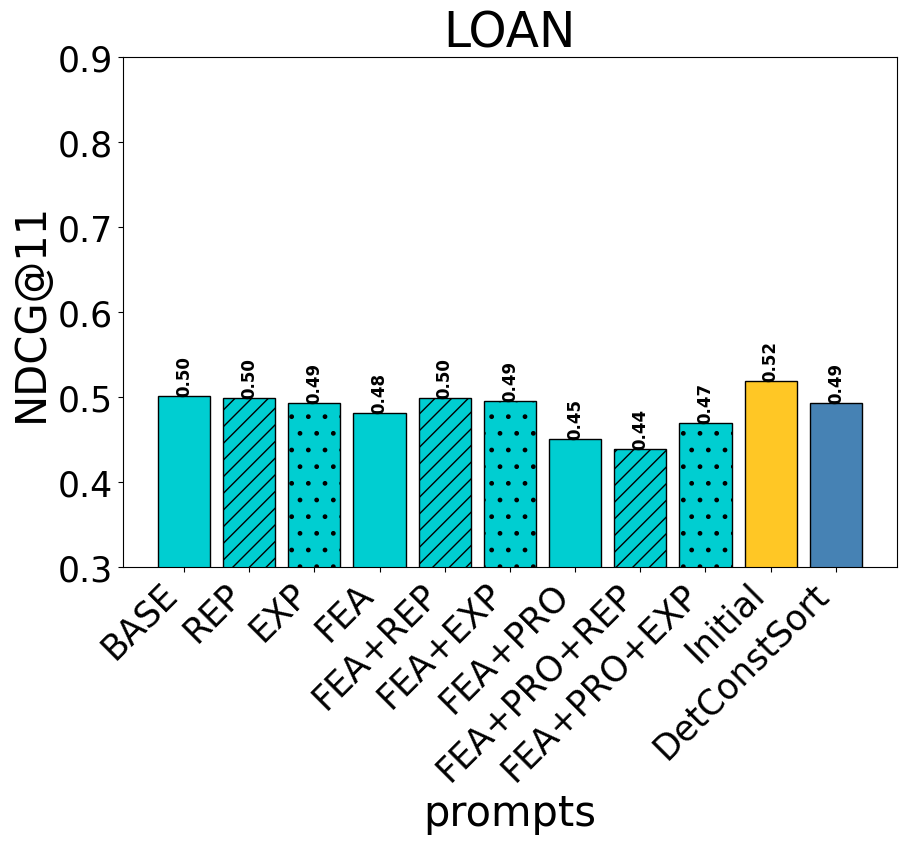 LOAN
NDCG@11
0.9
0.8
0.7
0.6
0.5
0.4
0.3
0.50
0.50
0.49
0.48
0.50
0.49
0.45
0.44
0.47
0.52
0.49
BASE
REP
EXP
FEA
FEA+REP
FEA+EXP
FEA+PRO
FEA+PRO+REP
FEA+PRO+EXP
Initial
DetConstSort
prompts